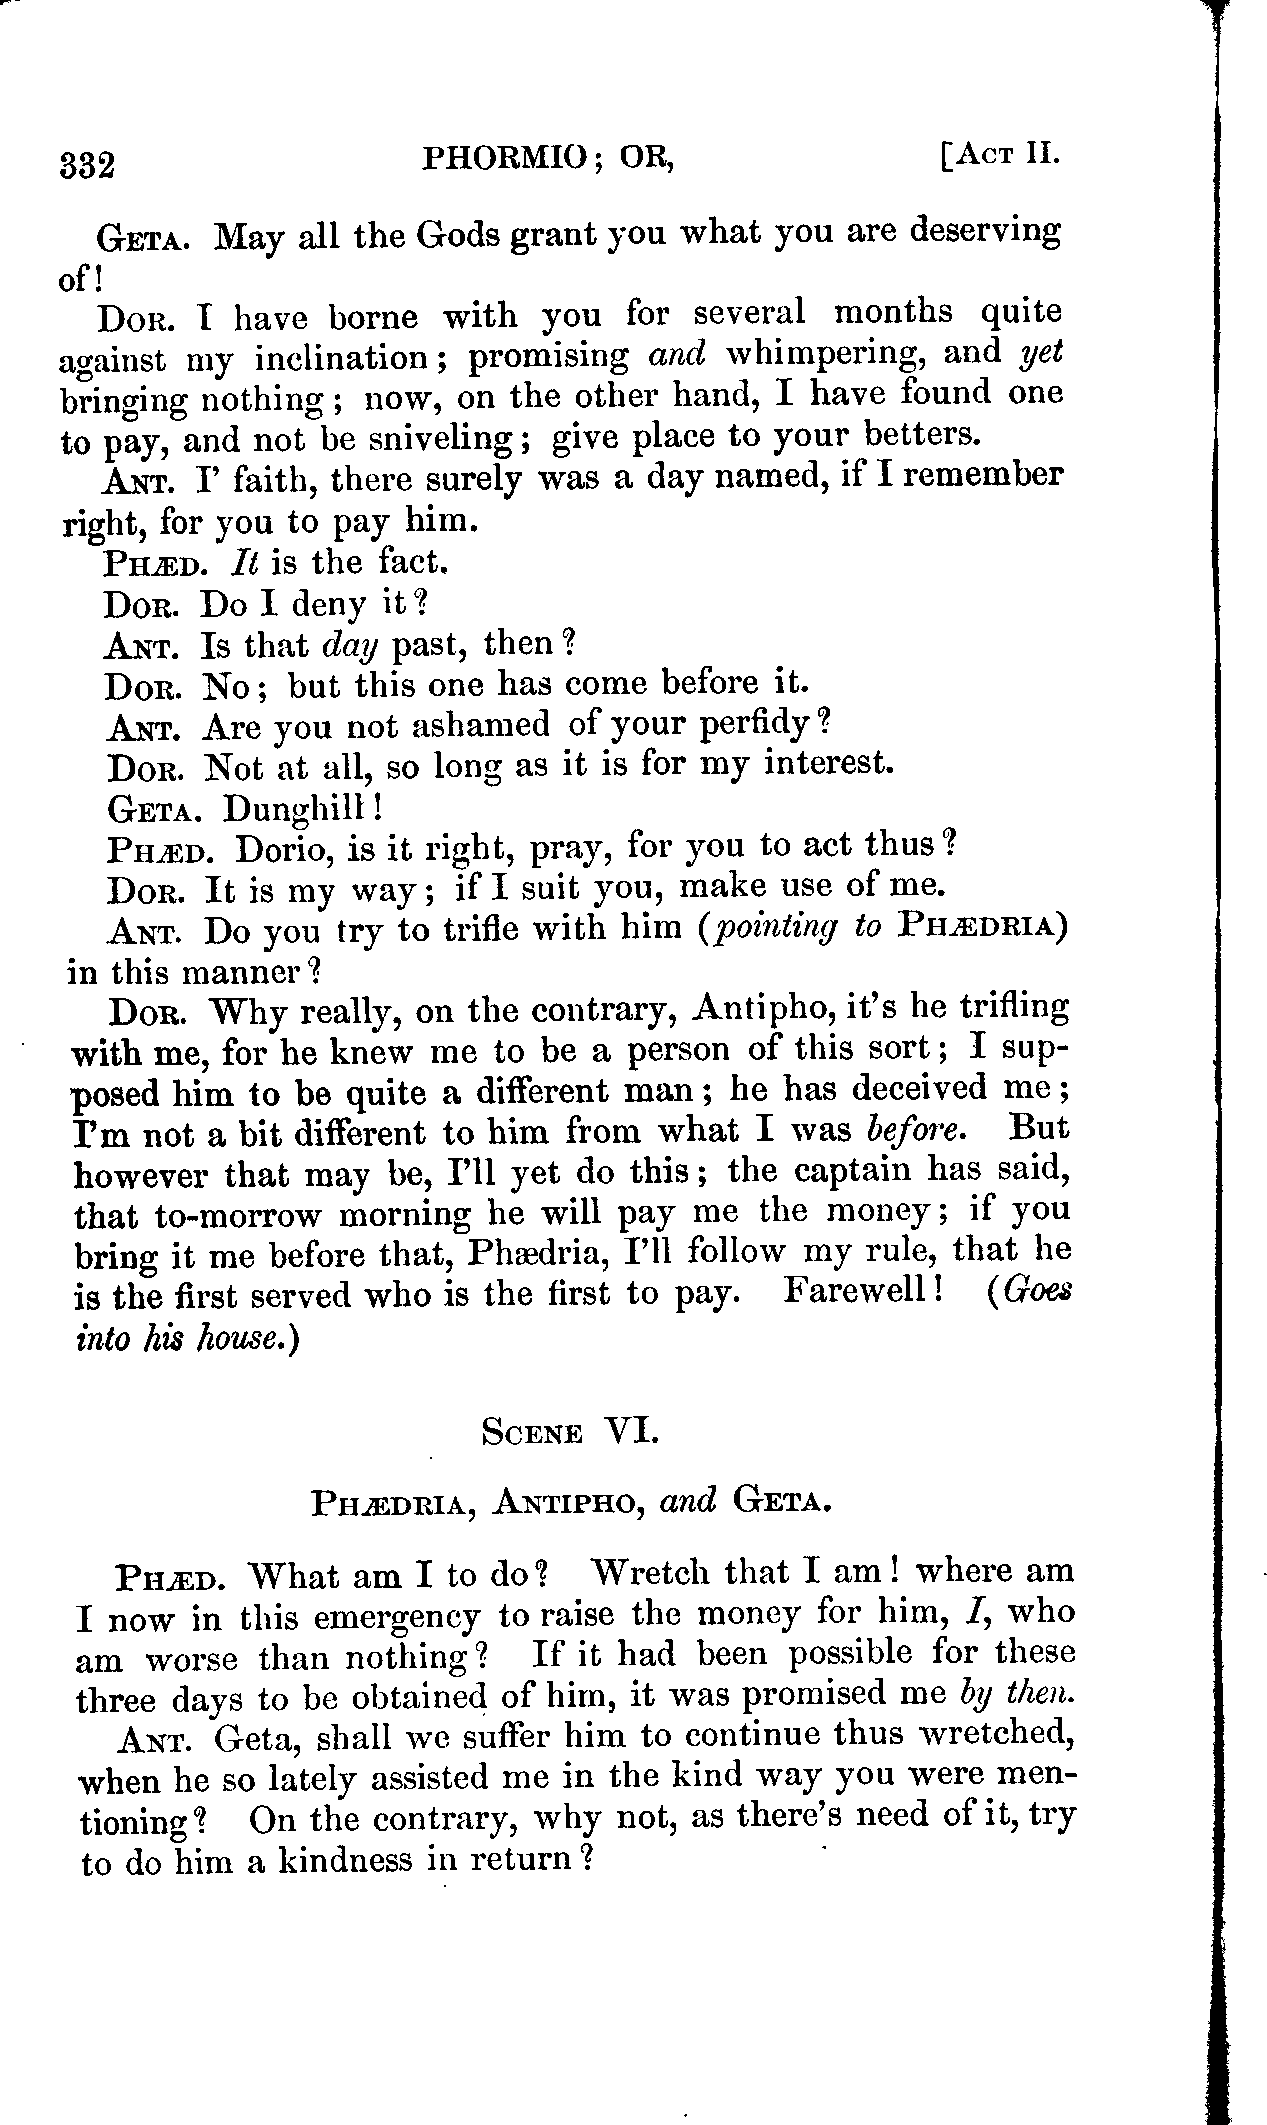 332 PHORMIO; OR, [ACT II.
GETA. May all the Gods grant you what you are deserving
of!
DOR. I have borne with you for several months quite
against my inclination; promising and whimpering, and yet
bringing nothing; now, on the other hand, I have found one
to pay, and not be sniveling; give place to your betters.
ANT. I' faith, there surely was a day named, if I remember
right, for you to pay him.
PHÆD. It is the fact.
DOR. Do I deny it?
ANT. Is that day past, then?
DOR. No; but this one has come before it.
ANT. Are you not ashamed of your perfidy?
DOR. Not at all, so long as it is for my interest.
GETA. Dunghill!
PHÆD. Dorio, is it right, pray, for you to act thus?
DOR. It is my way; if I suit you, make use of me.
ANT. Do you try to trifle with him (pointing to PHÆDRIA)
in this manner?
DOR. Why really, on the contrary, Antipho, it's he trifling
with me, for he knew me to be a person of this sort; I sup-
posed him to be quite a different man; he has deceived me;
I'm not a bit different to him from what I was before. But
however that may be, I'll yet do this; the captain has said,
that to-morrow morning he will pay me the money; if you
bring it me before that, Phædria, I'll follow my rule, that he
is the first served who is the first to pay. Farewell! (Goes
into his house.)
SCENE VI.
PHÆDRIA, ANTIPHO, and GETA.
PHÆD. What am I to do? Wretch that I am! where am
I now in this emergency to raise the money for him, I, who
am worse than nothing? If it had been possible for these
three days to be obtained of him, it was promised me by then.
ANT. Geta, shall we suffer him to continue thus wretched,
when he so lately assisted me in the kind way you were men-
tioning? On the contrary, why not, as there's need of it, try
to do him a kindness in return?